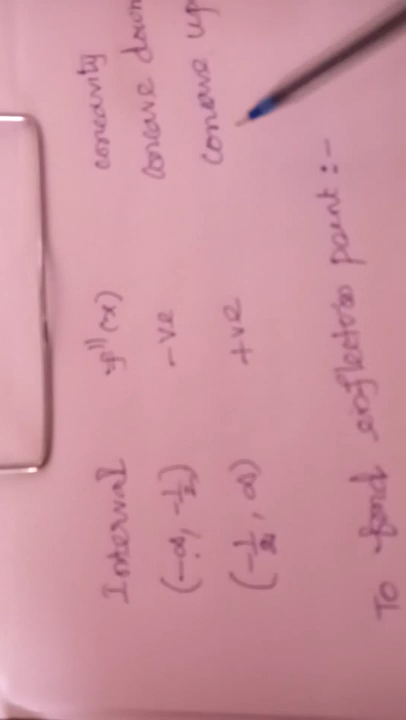 Interval y''(x) concavity
(-∞, -1/2) -ve concave down
(-1/2, ∞) +ve concave up
To find inflection point :-